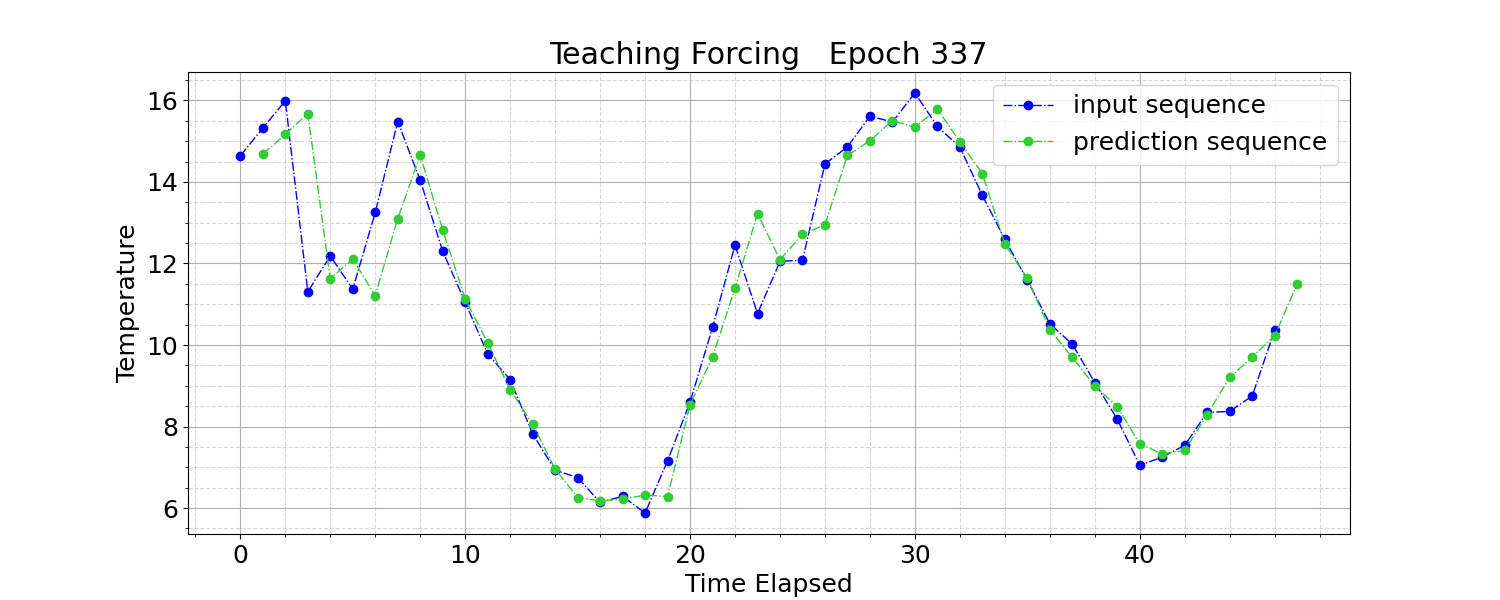 Teaching Forcing   Epoch 337
input sequence
prediction sequence
Temperature
16
14
12
10
8
6
0 10 20 30 40
Time Elapsed